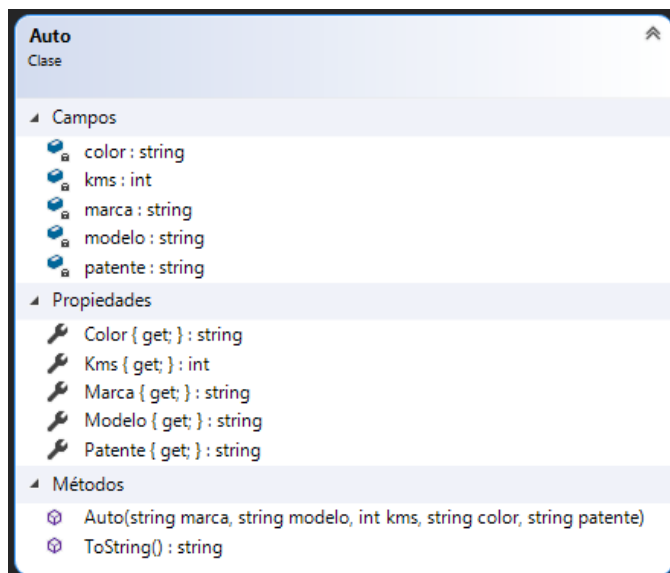 Auto
Clase
Campos
color : string
kms : int
marca : string
modelo : string
patente : string
Propiedades
Color { get; } : string
Kms { get; } : int
Marca { get; } : string
Modelo { get; } : string
Patente { get; } : string
Métodos
Auto(string marca, string modelo, int kms, string color, string patente)
ToString() : string